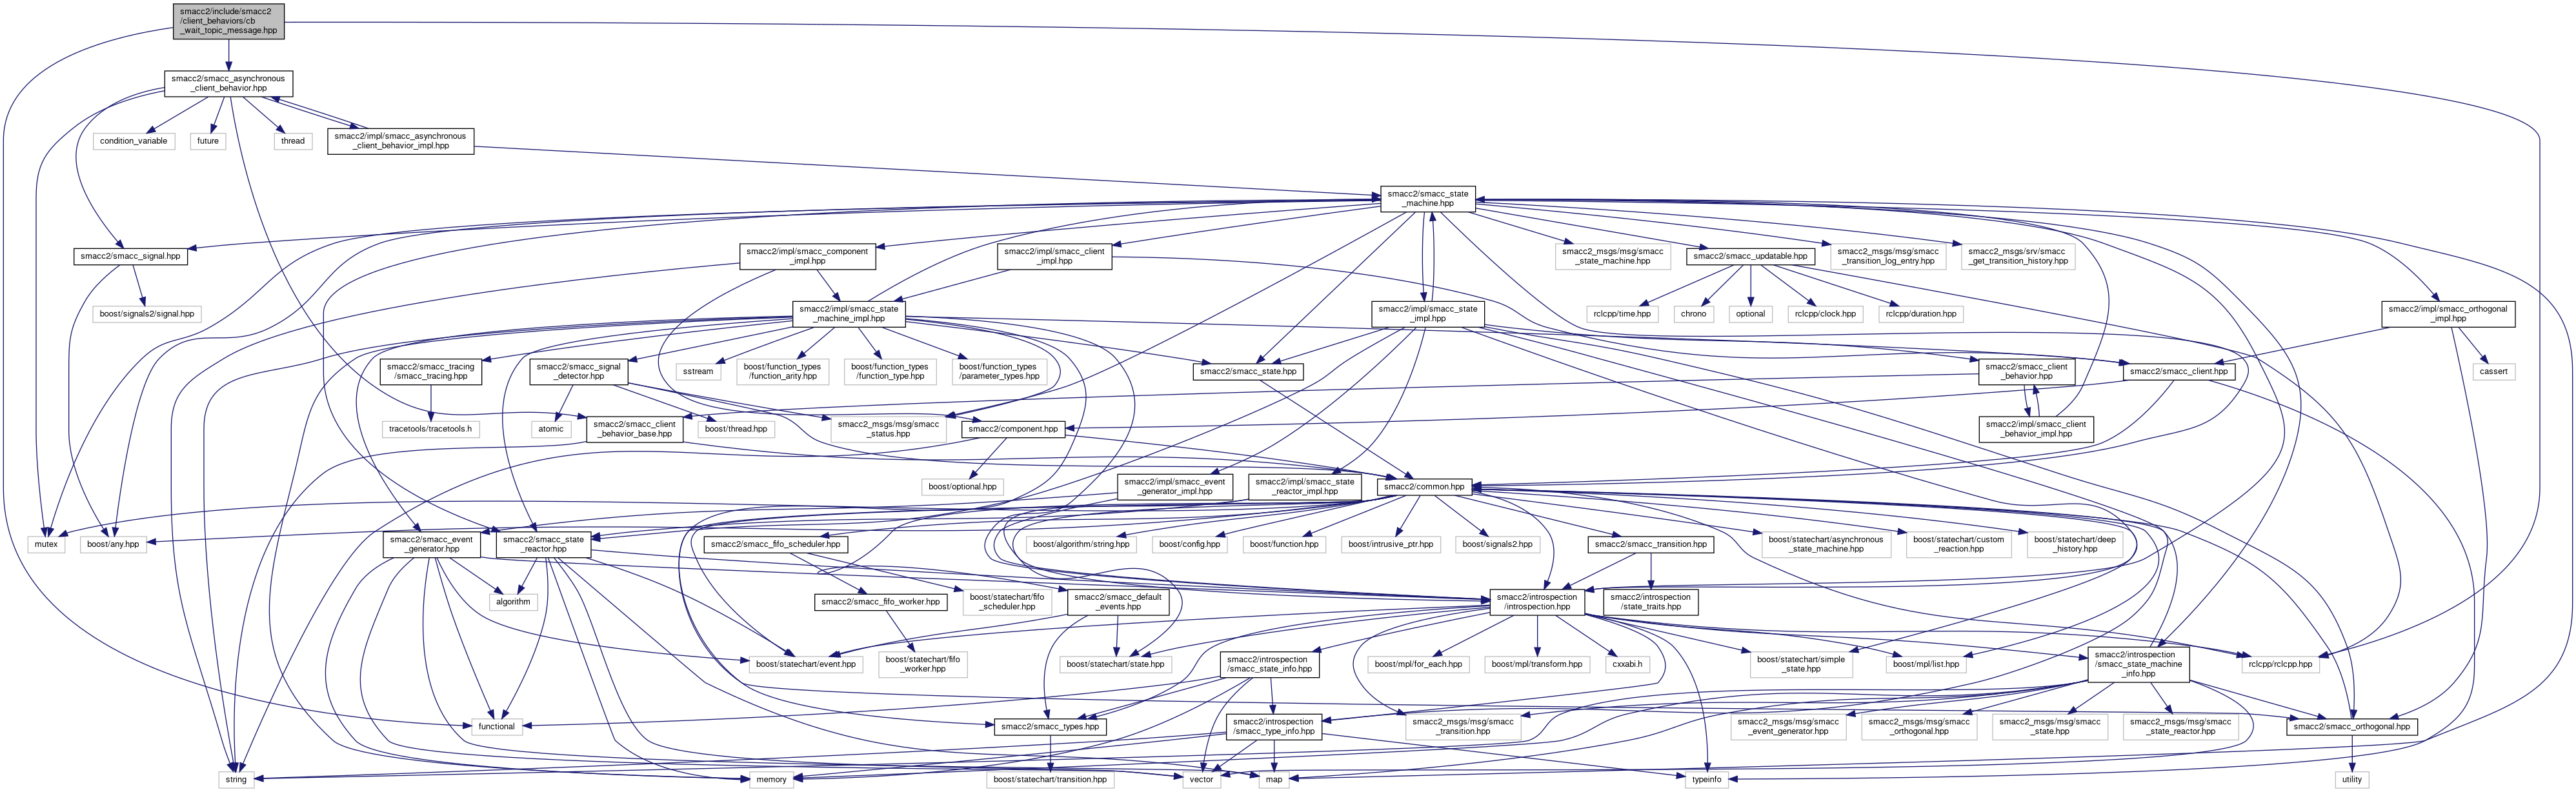 smacc2/include/smacc2
/client_behaviors/cb
_wait_topic_message.hpp
smacc2/smacc_asynchronous
_client_behavior.hpp
condition_variable
future
thread
smacc2/impl/smacc_asynchronous
_client_behavior_impl.hpp
smacc2/smacc_state
_machine.hpp
smacc2/smacc_signal.hpp
smacc2/impl/smacc_component
_impl.hpp
smacc2/impl/smacc_client
_impl.hpp
smacc2_msgs/msg/smacc
_state_machine.hpp
smacc2/smacc_updatable.hpp
smacc2_msgs/msg/smacc
_transition_log_entry.hpp
smacc2_msgs/srv/smacc
_get_transition_history.hpp
boost/signals2/signal.hpp
smacc2/impl/smacc_state
_machine_impl.hpp
smacc2/impl/smacc_state
_impl.hpp
rclcpp/time.hpp
chrono
optional
rclcpp/clock.hpp
rclcpp/duration.hpp
smacc2/impl/smacc_orthogonal
_impl.hpp
smacc2/smacc_tracing
/smacc_tracing.hpp
smacc2/smacc_signal
_detector.hpp
sstream
boost/function_types
/function_arity.hpp
boost/function_types
/function_type.hpp
boost/function_types
/parameter_types.hpp
smacc2/smacc_state.hpp
smacc2/smacc_client
_behavior.hpp
smacc2/smacc_client.hpp
cassert
tracetools/tracetools.h
atomic
smacc2/smacc_client
_behavior_base.hpp
boost/thread.hpp
smacc2_msgs/msg/smacc
_status.hpp
smacc2/component.hpp
smacc2/impl/smacc_client
_behavior_impl.hpp
boost/optional.hpp
smacc2/impl/smacc_event
_generator_impl.hpp
smacc2/impl/smacc_state
_reactor_impl.hpp
smacc2/common.hpp
mutex
boost/any.hpp
smacc2/smacc_event
_generator.hpp
smacc2/smacc_state
_reactor.hpp
smacc2/smacc_fifo_scheduler.hpp
boost/algorithm/string.hpp
boost/config.hpp
boost/function.hpp
boost/intrusive_ptr.hpp
boost/signals2.hpp
smacc2/smacc_transition.hpp
boost/statechart/asynchronous
_state_machine.hpp
boost/statechart/custom
_reaction.hpp
boost/statechart/deep
_history.hpp
algorithm
smacc2/smacc_fifo_worker.hpp
boost/statechart/fifo
_scheduler.hpp
smacc2/smacc_default
_events.hpp
smacc2/introspection
/introspection.hpp
smacc2/introspection
/state_traits.hpp
boost/statechart/event.hpp
boost/statechart/fifo
_worker.hpp
boost/statechart/state.hpp
smacc2/introspection
/smacc_state_info.hpp
boost/mpl/for_each.hpp
boost/mpl/transform.hpp
cxxabi.h
boost/statechart/simple
_state.hpp
boost/mpl/list.hpp
smacc2/introspection
/smacc_state_machine
_info.hpp
rclcpp/rclcpp.hpp
functional
smacc2/smacc_types.hpp
smacc2/introspection
/smacc_type_info.hpp
smacc2_msgs/msg/smacc
_transition.hpp
smacc2_msgs/msg/smacc
_event_generator.hpp
smacc2_msgs/msg/smacc
_orthogonal.hpp
smacc2_msgs/msg/smacc
_state.hpp
smacc2_msgs/msg/smacc
_state_reactor.hpp
smacc2/smacc_orthogonal.hpp
string
memory
boost/statechart/transition.hpp
vector
map
typeinfo
utility